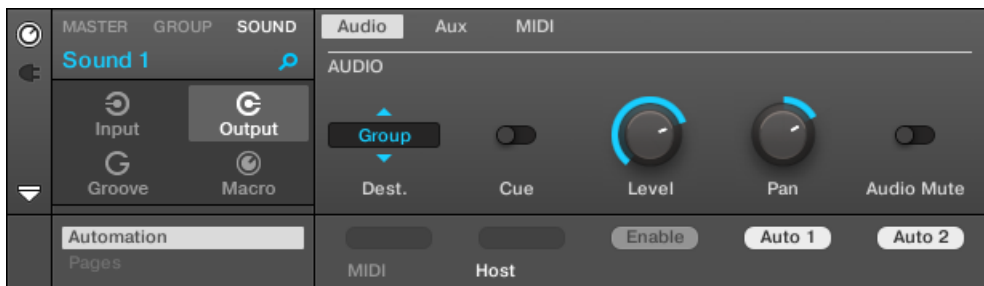 MASTER GROUP SOUND
Sound 1
Input Output
Groove Macro
Automation
Pages
Audio Aux MIDI
AUDIO
Group
Dest. Cue Level Pan Audio Mute
Enable Auto 1 Auto 2
MIDI Host